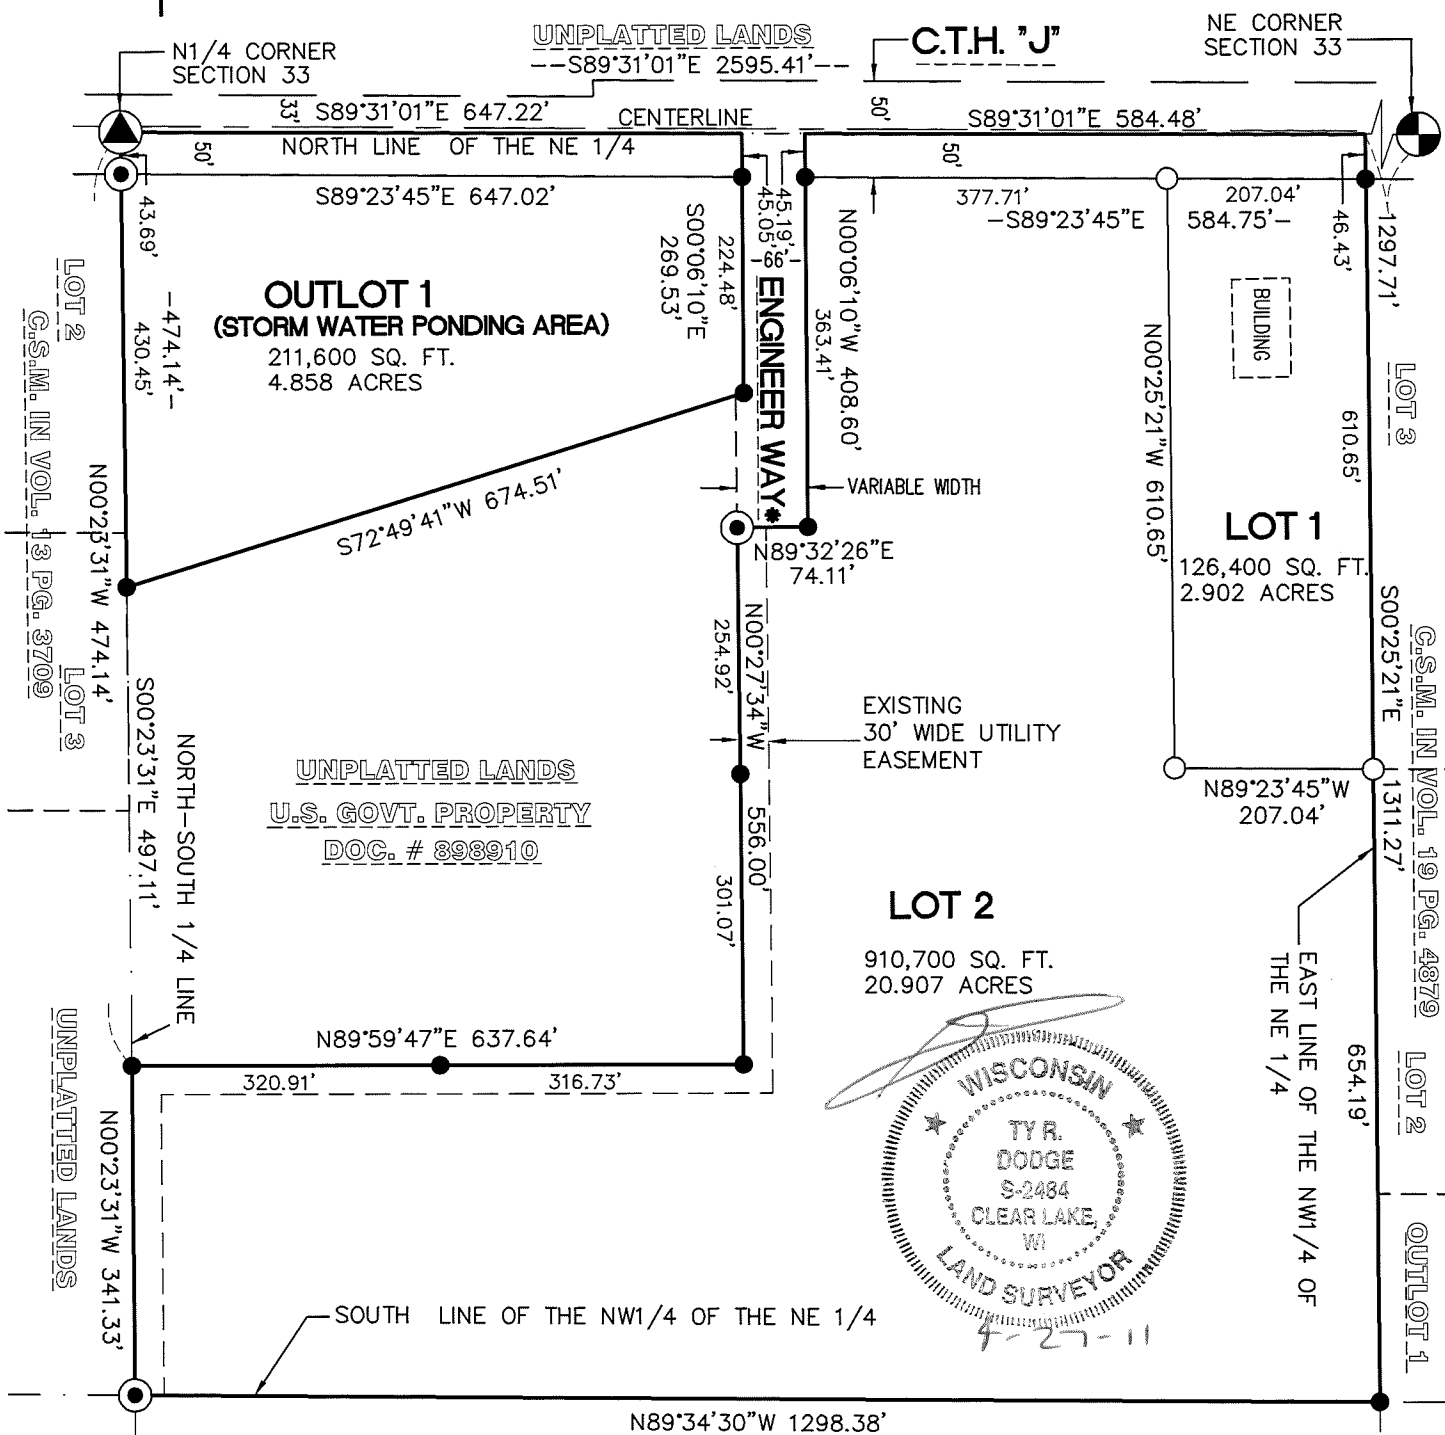 UNPLATTED LANDS
--S89°31'01"E 2595.41'--
C.T.H. "J"
NE CORNER
SECTION 33
N1/4 CORNER
SECTION 33
33'
S89°31'01"E 647.22'
CENTERLINE
50'
S89°31'01"E 584.48'
50'
NORTH LINE OF THE NE 1/4
50'
S89°23'45"E 647.02'
377.71'
207.04'
-S89°23'45"E 584.75'-
43.69'
45.19'
45.05'
-66'-
46.43'
1297.71'
S00°06'10"E
269.53'
224.48'
N00°06'10"W 408.60'
363.41'
ENGINEER WAY*
OUTLOT 1
(STORM WATER PONDING AREA)
211,600 SQ. FT.
4.858 ACRES
-474.14'-
430.45'
LOT 2
C.S.M. IN VOL. 13 PG. 3709
LOT 3
N00°23'31"W 474.14'
S72°49'41"W 674.51'
BUILDING
N00°25'21"W 610.65'
610.65'
LOT 3
VARIABLE WIDTH
LOT 1
126,400 SQ. FT.
2.902 ACRES
N89°32'26"E
74.11'
N00°27'34"W
254.92'
556.00'
301.07'
S00°25'21"E
1311.27'
C.S.M. IN VOL. 19 PG. 4879
S00°23'31"E 497.11'
NORTH-SOUTH 1/4 LINE
EXISTING
30' WIDE UTILITY
EASEMENT
N89°23'45"W
207.04'
UNPLATTED LANDS
U.S. GOVT. PROPERTY
DOC. # 898910
LOT 2
910,700 SQ. FT.
20.907 ACRES
EAST LINE OF THE NW1/4 OF
THE NE 1/4
654.19'
LOT 2
N89°59'47"E 637.64'
320.91'
316.73'
UNPLATTED LANDS
N00°23'31"W 341.33'
WISCONSIN
TY R.
DODGE
S-2484
CLEAR LAKE,
WI
LAND SURVEYOR
4-27-11
OUTLOT 1
SOUTH LINE OF THE NW1/4 OF THE NE 1/4
N89°34'30"W 1298.38'